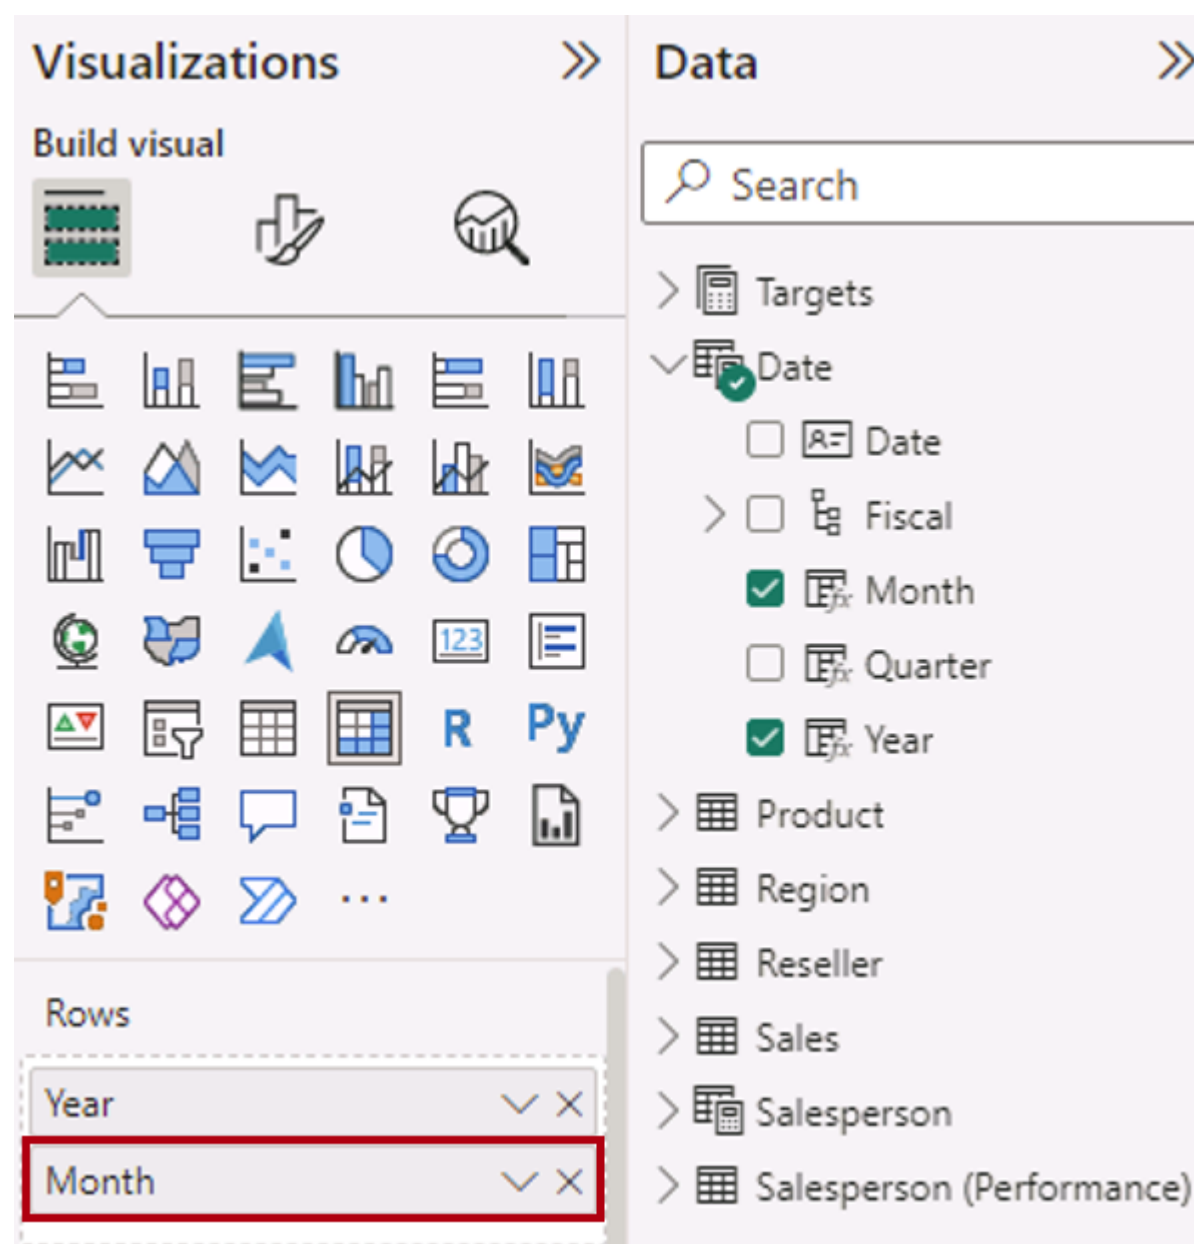 Visualizations
Build visual
123
R
Py
...
Rows
Year
Month
Data
Search
Targets
Date
Date
Fiscal
Month
Quarter
Year
Product
Region
Reseller
Sales
Salesperson
Salesperson (Performance)